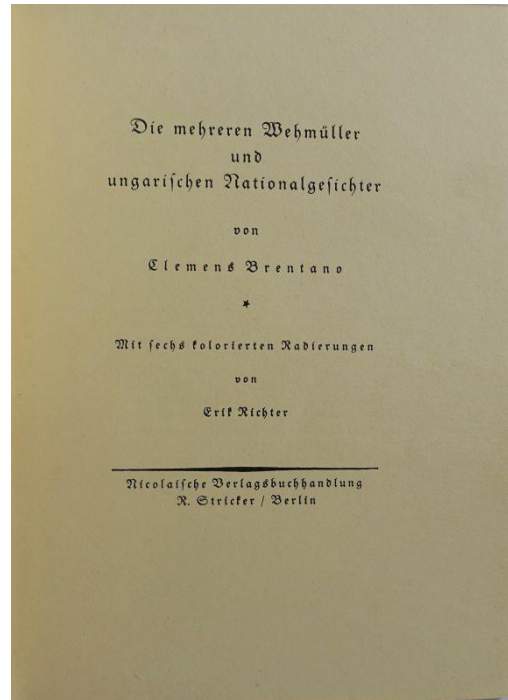 Die mehreren Wehmüller
und
ungarischen Nationalgesichter
von
Clemens Brentano
*
Mit sechs kolorierten Radierungen
von
Erik Richter
Nicolaische Verlagsbuchhandlung
R. Stricker / Berlin